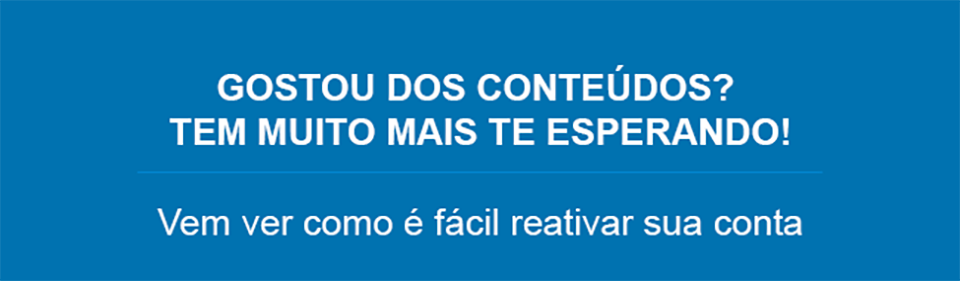 GOSTOU DOS CONTEÚDOS?
TEM MUITO MAIS TE ESPERANDO!
Vem ver como é fácil reativar sua conta